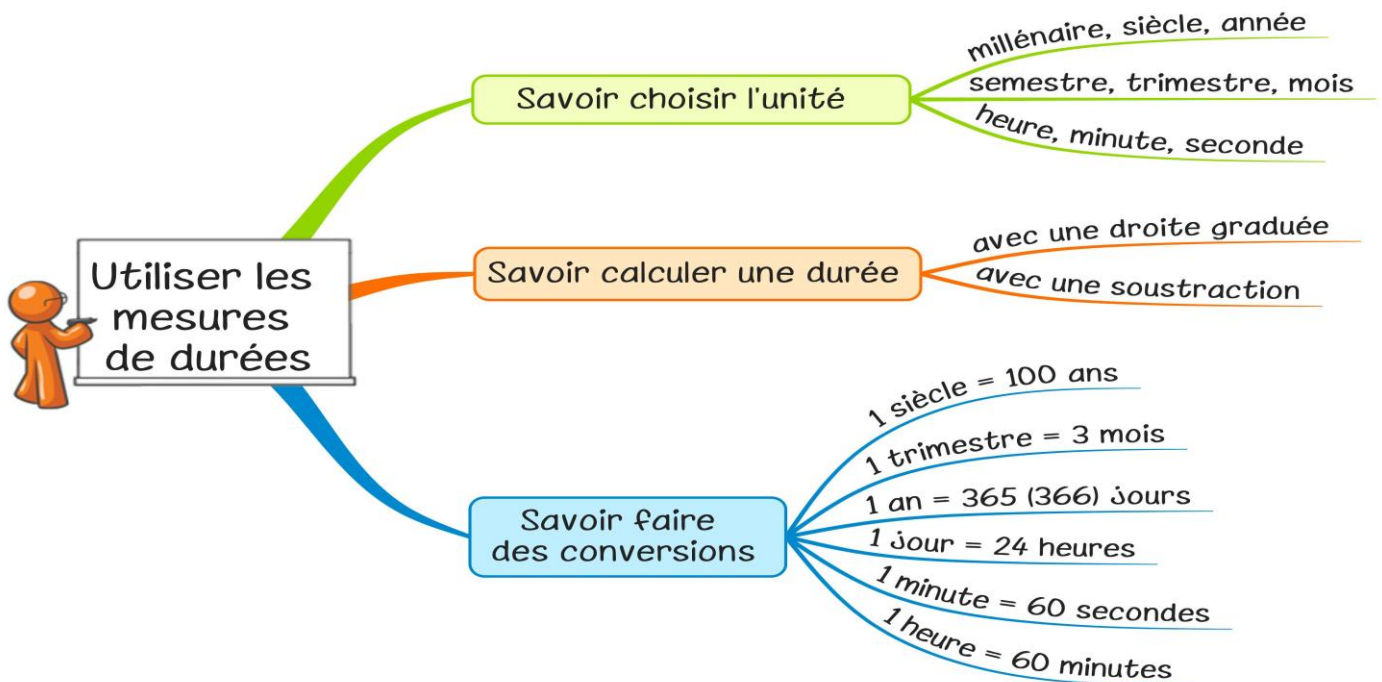 Utiliser les
mesures
de durées
Savoir choisir l'unité
millénaire, siècle, année
semestre, trimestre, mois
heure, minute, seconde
Savoir calculer une durée
avec une droite graduée
avec une soustraction
Savoir faire
des conversions
1 siècle = 100 ans
1 trimestre = 3 mois
1 an = 365 (366) jours
1 jour = 24 heures
1 minute = 60 secondes
1 heure = 60 minutes